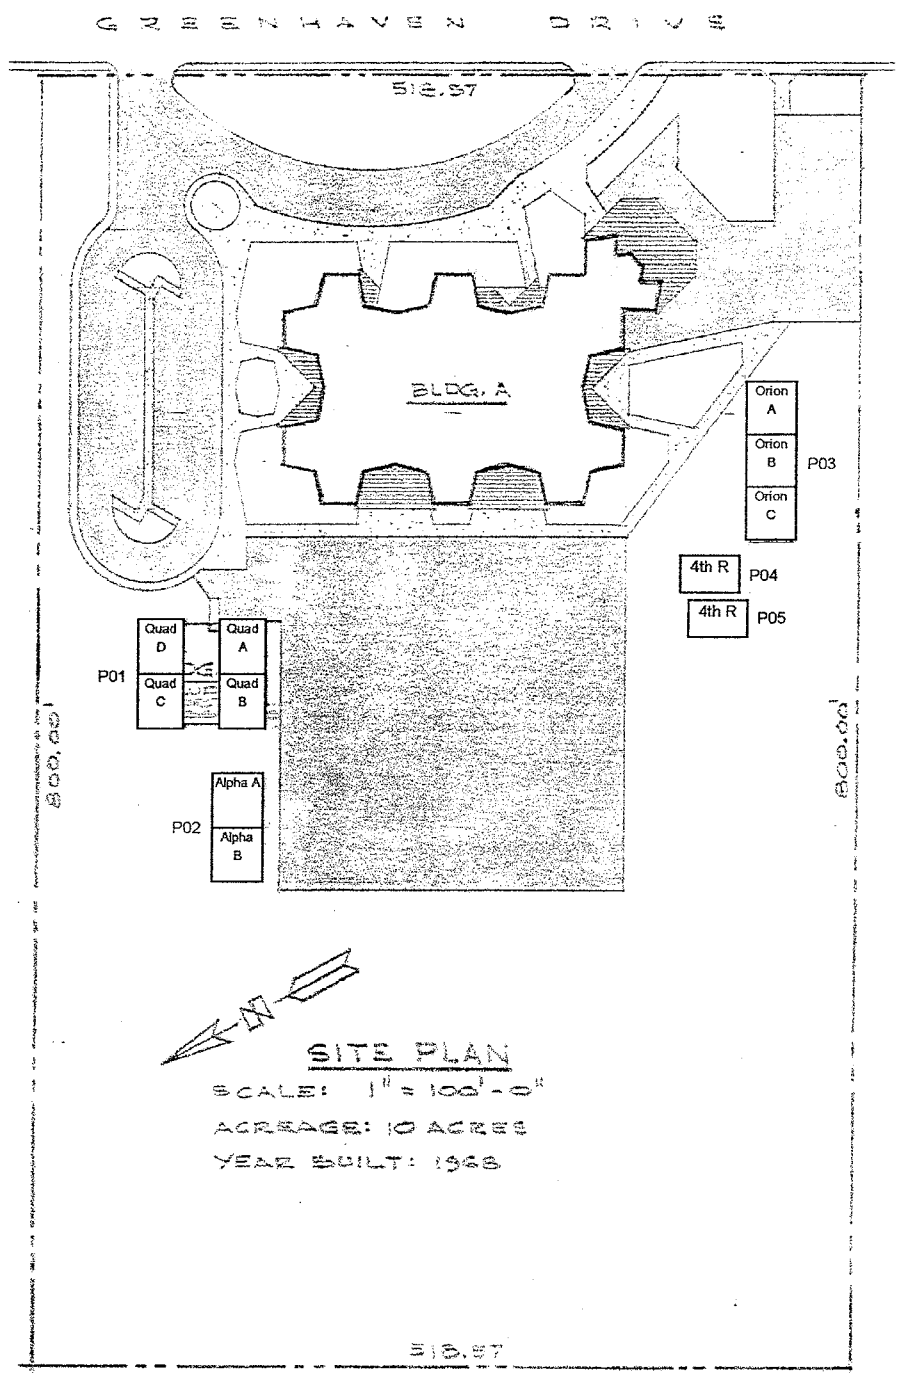 GREENHAVEN DRIVE
518.57
BLDG. A
Orion
A
Orion
B
P03
Orion
C
4th R
P04
4th R
P05
Quad
D
Quad
A
P01
Quad
C
Quad
B
800.00'
800.00'
Alpha A
P02
Alpha
B
N
SITE PLAN
SCALE: 1" = 100'-0"
ACREAGE: 10 ACRES
YEAR BUILT: 1968
518.57